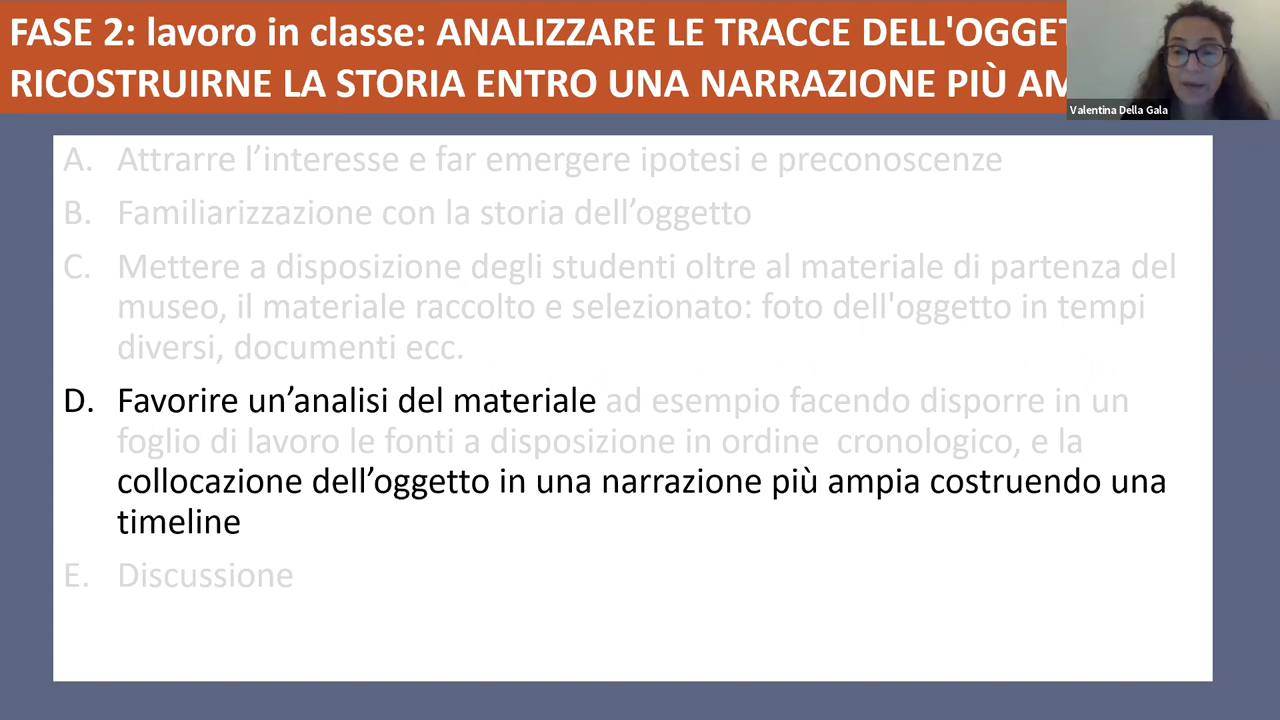 FASE 2: lavoro in classe: ANALIZZARE LE TRACCE
RICOSTRUIRNE LA STORIA ENTRO UNA NARRAZIONE PIÙ
Valentina Della Gala
A. Attrarre l’interesse e far emergere ipotesi e preconoscenze
B. Familiarizzazione con la storia dell’oggetto
C. Mettere a disposizione degli studenti oltre al materiale di partenza del
museo, il materiale raccolto e selezionato: foto dell'oggetto in tempi
diversi, documenti ecc.
D. Favorire un’analisi del materiale ad esempio facendo disporre in un
foglio di lavoro le fonti a disposizione in ordine cronologico, e la
collocazione dell’oggetto in una narrazione più ampia costruendo una
timeline
E. Discussione